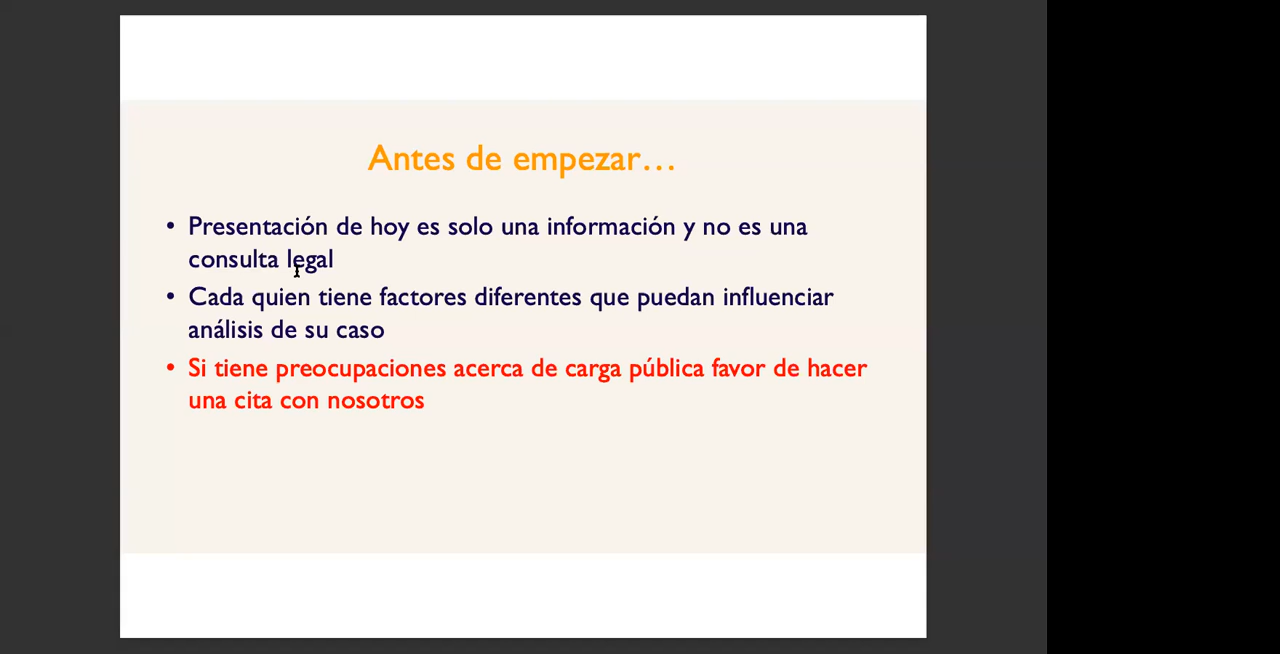 Antes de empezar…
• Presentación de hoy es solo una información y no es una
consulta legal
• Cada quien tiene factores diferentes que puedan influenciar
análisis de su caso
• Si tiene preocupaciones acerca de carga pública favor de hacer
una cita con nosotros